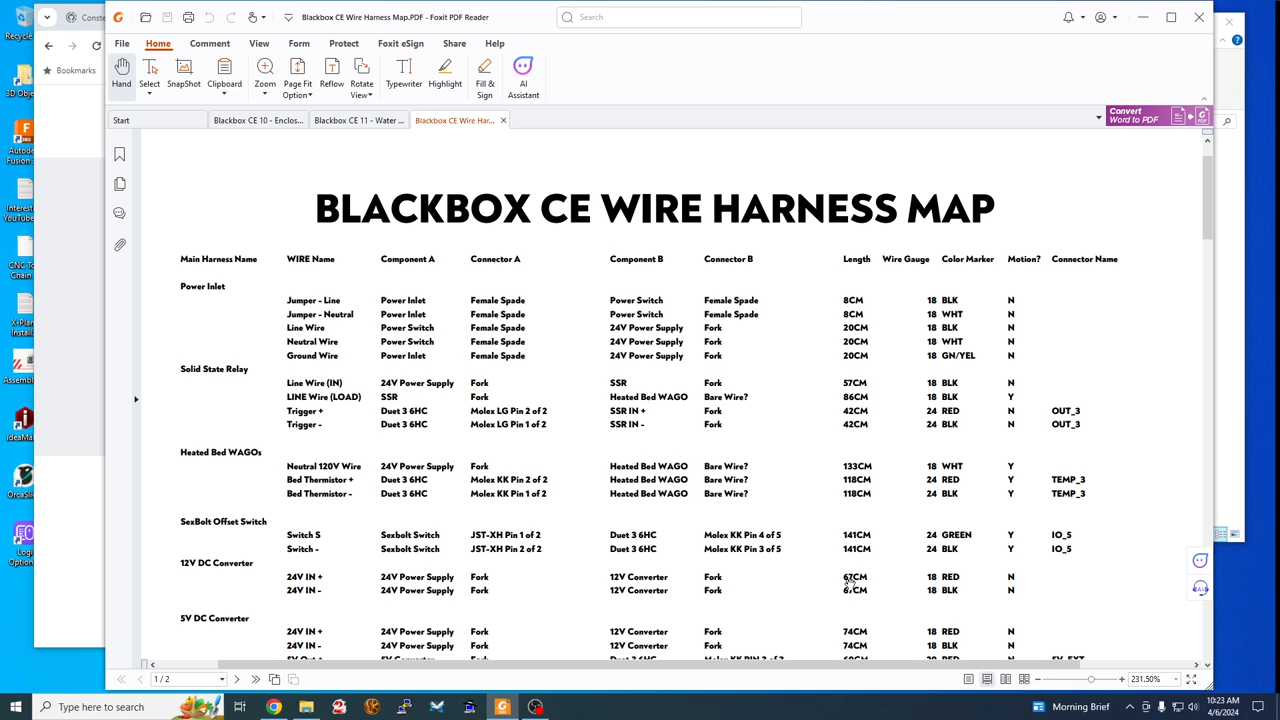 Blackbox CE Wire Harness Map.PDF - Foxit PDF Reader
Search
File Home Comment View Form Protect Foxit eSign Share Help
Bookmarks
Hand Select SnapShot Clipboard Zoom Page Fit Option Reflow Rotate View Typewriter Highlight Fill & Sign AI Assistant
Start Blackbox CE 10 - Enclos... Blackbox CE 11 - Water ... Blackbox CE Wire Har...
Convert
Word to PDF
BLACKBOX CE WIRE HARNESS MAP
Main Harness Name WIRE Name Component A Connector A Component B Connector B Length Wire Gauge Color Marker Motion? Connector Name
Power Inlet
Jumper - Line Power Inlet Female Spade Power Switch Female Spade 8CM 18 BLK N
Jumper - Neutral Power Inlet Female Spade Power Switch Female Spade 8CM 18 WHT N
Line Wire Power Switch Female Spade 24V Power Supply Fork 20CM 18 BLK N
Neutral Wire Power Switch Female Spade 24V Power Supply Fork 20CM 18 WHT N
Ground Wire Power Inlet Female Spade 24V Power Supply Fork 20CM 18 GN/YEL N
Solid State Relay
Line Wire (IN) 24V Power Supply Fork SSR Fork 57CM 18 BLK N
LINE Wire (LOAD) SSR Fork Heated Bed WAGO Bare Wire? 86CM 18 BLK Y
Trigger + Duet 3 6HC Molex LG Pin 2 of 2 SSR IN + Fork 42CM 24 RED N OUT_3
Trigger - Duet 3 6HC Molex LG Pin 1 of 2 SSR IN - Fork 42CM 24 BLK Y OUT_3
Heated Bed WAGOs
Neutral 120V Wire 24V Power Supply Fork Heated Bed WAGO Bare Wire? 133CM 18 WHT Y
Bed Thermistor + Duet 3 6HC Molex KK Pin 2 of 2 Heated Bed WAGO Bare Wire? 118CM 24 RED Y TEMP_3
Bed Thermistor - Duet 3 6HC Molex KK Pin 1 of 2 Heated Bed WAGO Bare Wire? 118CM 24 BLK Y TEMP_3
SexBolt Offset Switch
Switch S Sexbolt Switch JST-XH Pin 1 of 2 Duet 3 6HC Molex KK Pin 4 of 5 141CM 24 GREEN Y IO_5
Switch - Sexbolt Switch JST-XH Pin 2 of 2 Duet 3 6HC Molex KK Pin 3 of 5 141CM 24 BLK Y IO_5
12V DC Converter
24V IN + 24V Power Supply Fork 12V Converter Fork 67CM 18 RED N
24V IN - 24V Power Supply Fork 12V Converter Fork 67CM 18 BLK N
5V DC Converter
24V IN + 24V Power Supply Fork 12V Converter Fork 74CM 18 RED N
24V IN - 24V Power Supply Fork 12V Converter Fork 74CM 18 BLK N
1 / 2
231.50%
Type here to search
Morning Brief
10:23 AM
4/6/2024